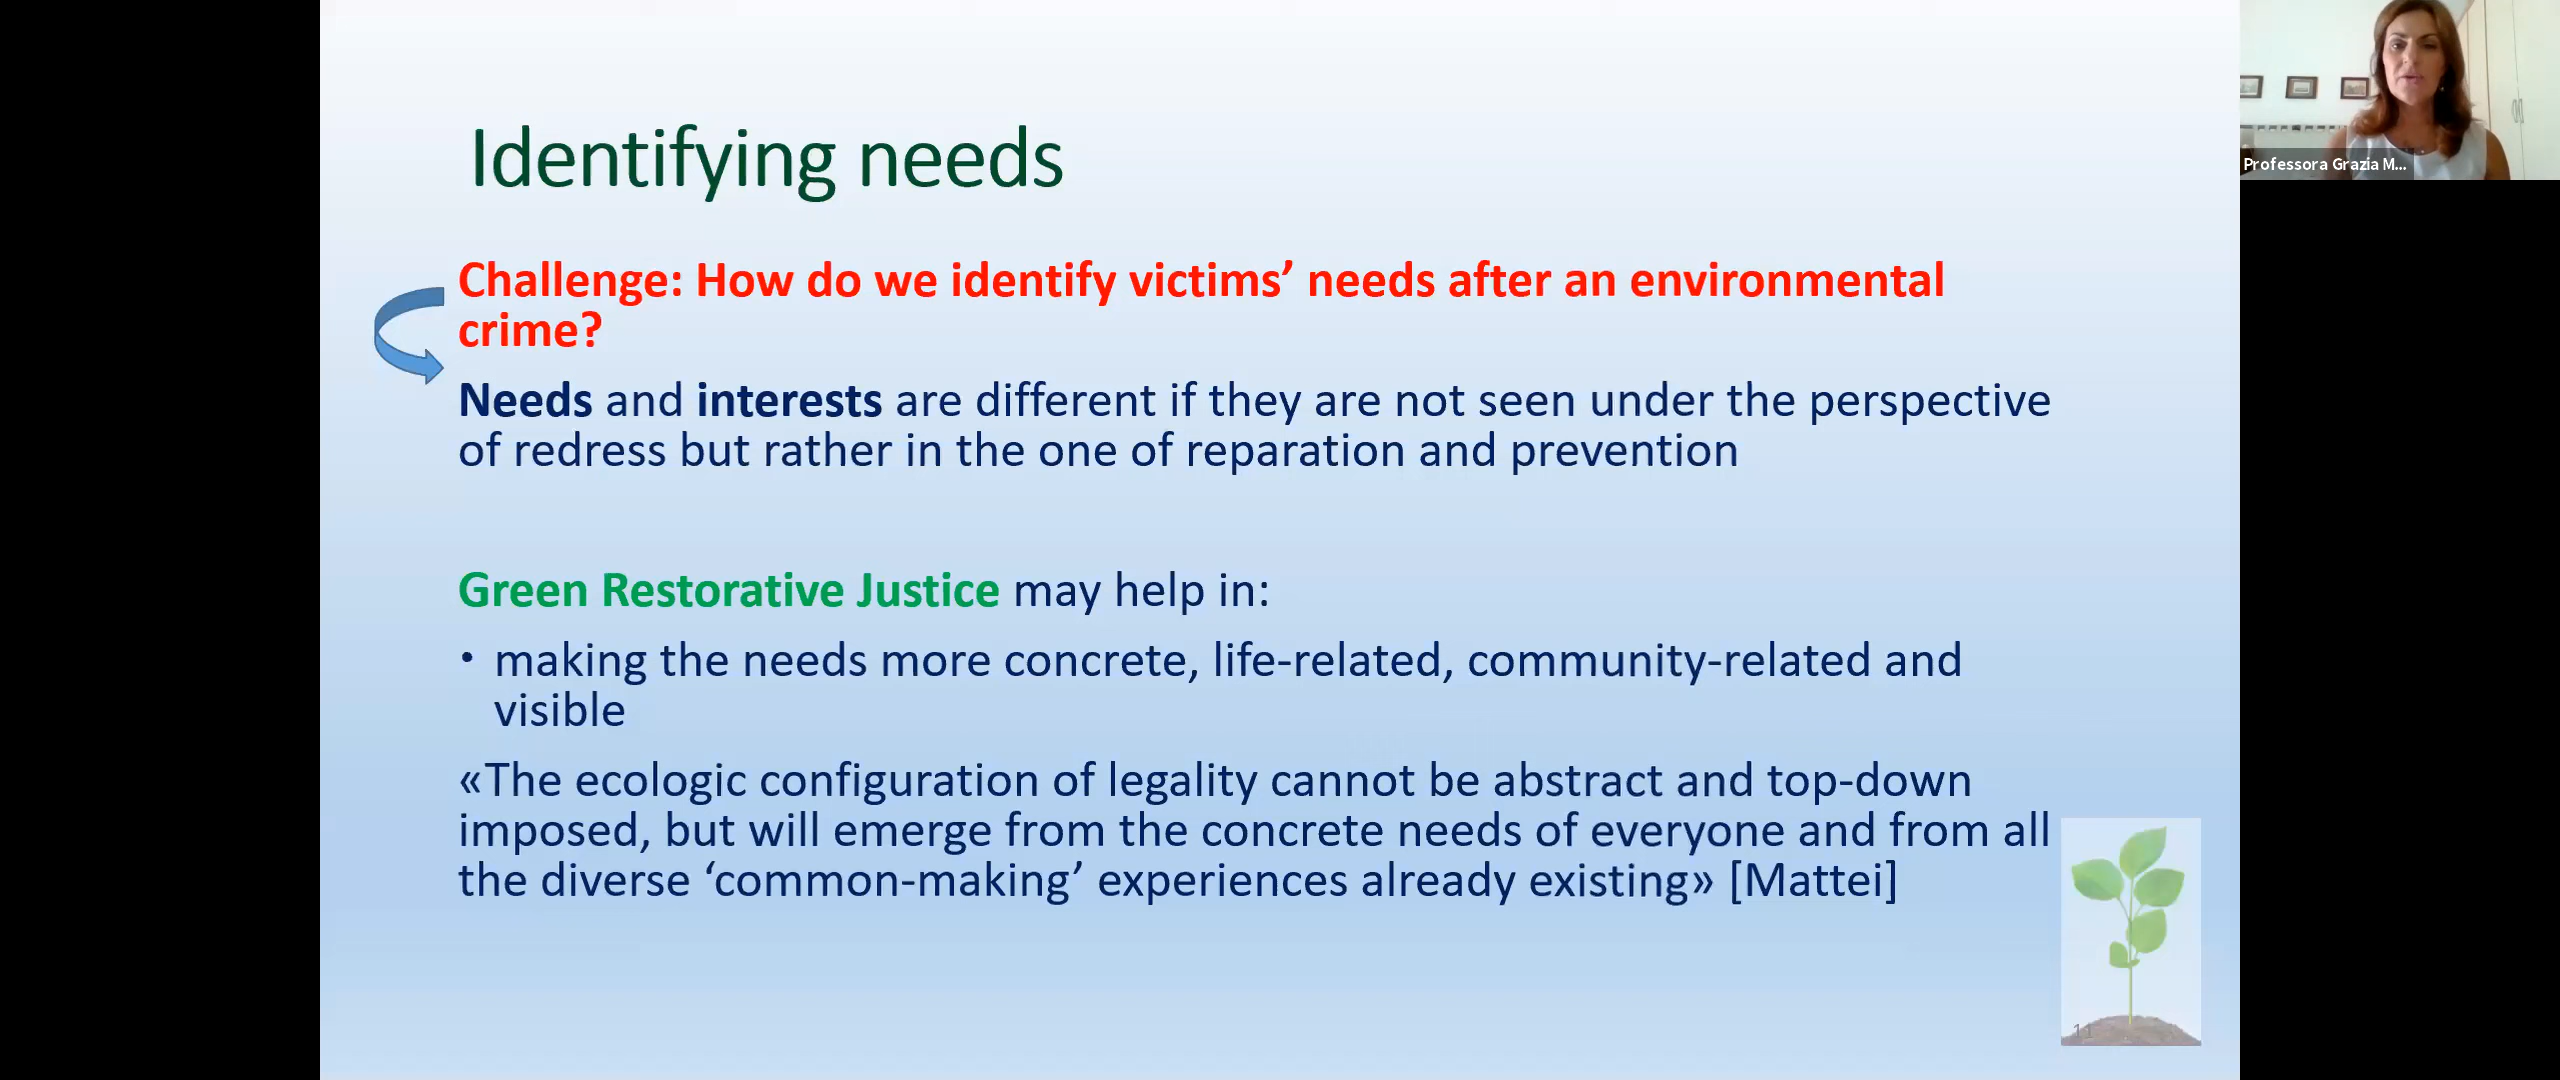 Identifying needs
Professora Grazia M...
Challenge: How do we identify victims’ needs after an environmental
crime?
Needs and interests are different if they are not seen under the perspective
of redress but rather in the one of reparation and prevention
Green Restorative Justice may help in:
• making the needs more concrete, life-related, community-related and
visible
«The ecologic configuration of legality cannot be abstract and top-down
imposed, but will emerge from the concrete needs of everyone and from all
the diverse ‘common-making’ experiences already existing» [Mattei]
11